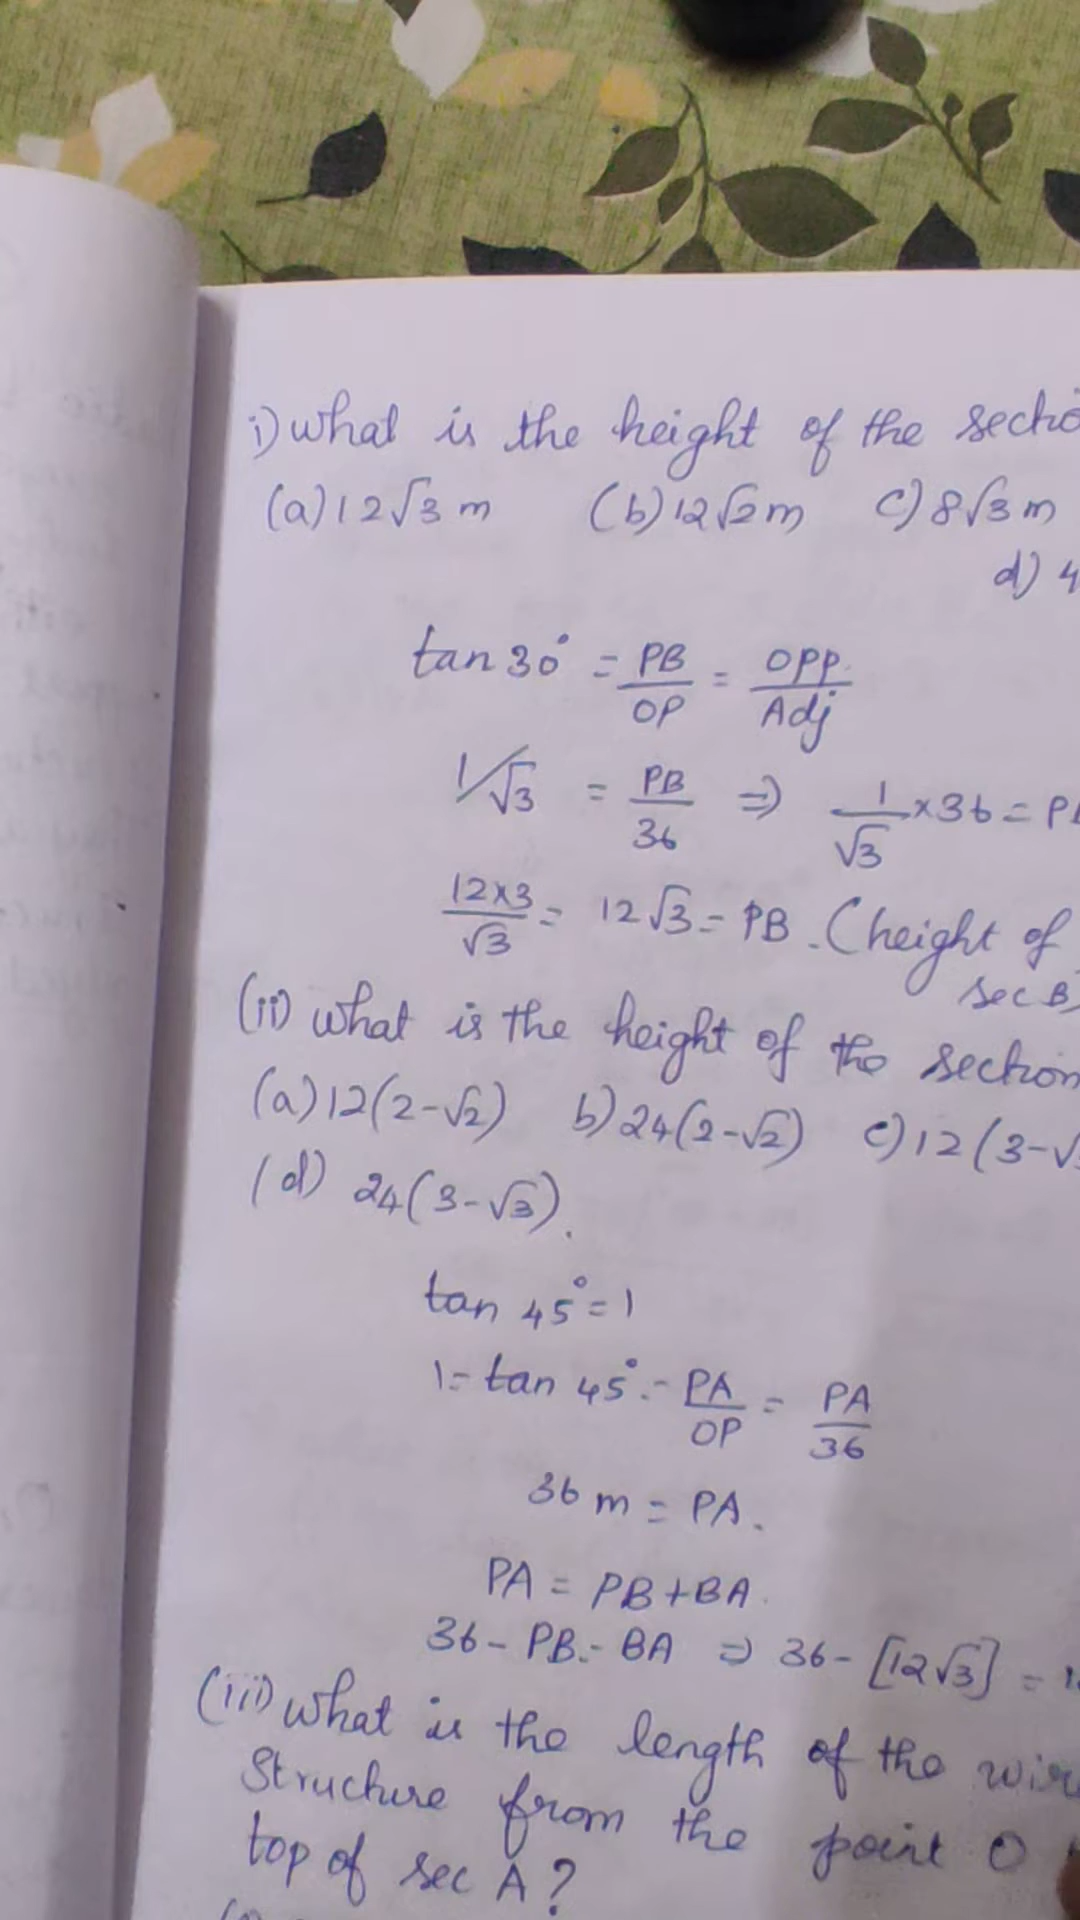 i) what is the height of the
(a) 12√3 m (b) 12√2 m c) 8√3 m
d) 4
tan 30° = PB/OP = OPP./Adj
1/√3 = PB/36 ⇒ 1/√3 × 36 =
12×3/√3 = 12√3 = PB. (height of
sec B)
(ii) what is the height of the section
(a) 12(2-√2) b) 24(2-√2) c) 12(3-√
(d) 24(3-√3).
tan 45° = 1
1 = tan 45° = PA/OP = PA/36
36 m = PA.
PA = PB + BA.
36 - PB = BA ⇒ 36 - [12√3] =
(iii) what is the length of the
structure from the point O
top of sec A?